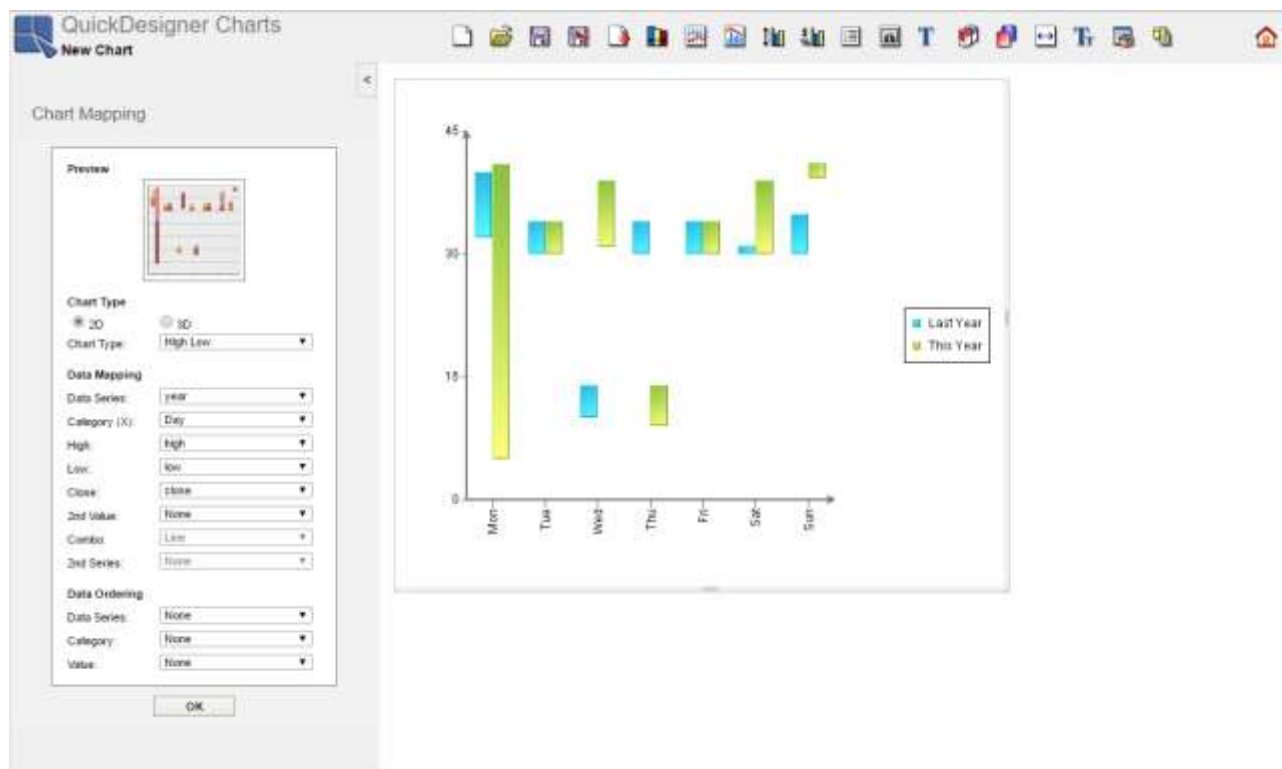 QuickDesigner Charts
New Chart
<
Chart Mapping
Preview
Chart Type
2D 3D
Chart Type: High Low
Data Mapping
Data Series: year
Category (X): Day
High: high
Low: low
Close: close
2nd Value: None
Combo: Line
2nd Series: None
Data Ordering
Data Series: None
Category: None
Value: None
OK
45
30
15
0
Mon Tue Wed Thu Fri Sat Sun
Last Year
This Year